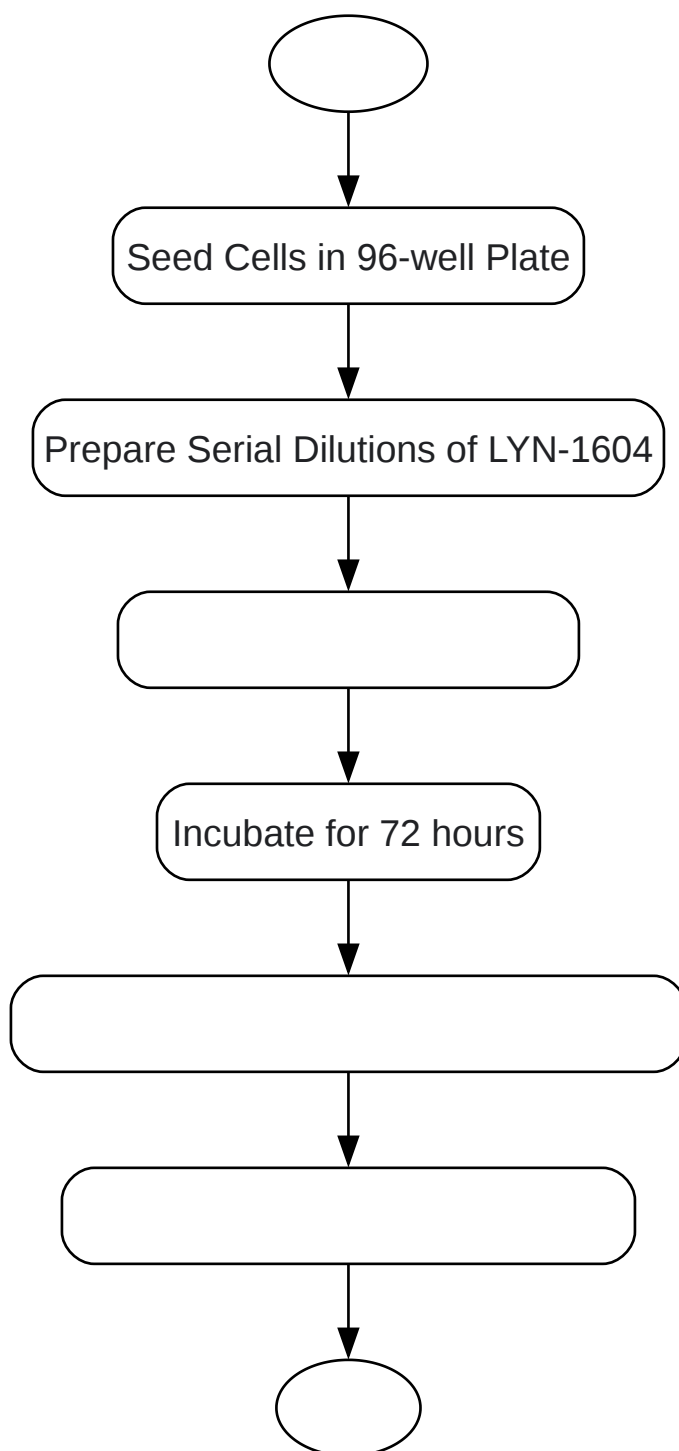 Seed Cells in 96-well Plate
Prepare Serial Dilutions of LYN-1604
Incubate for 72 hours